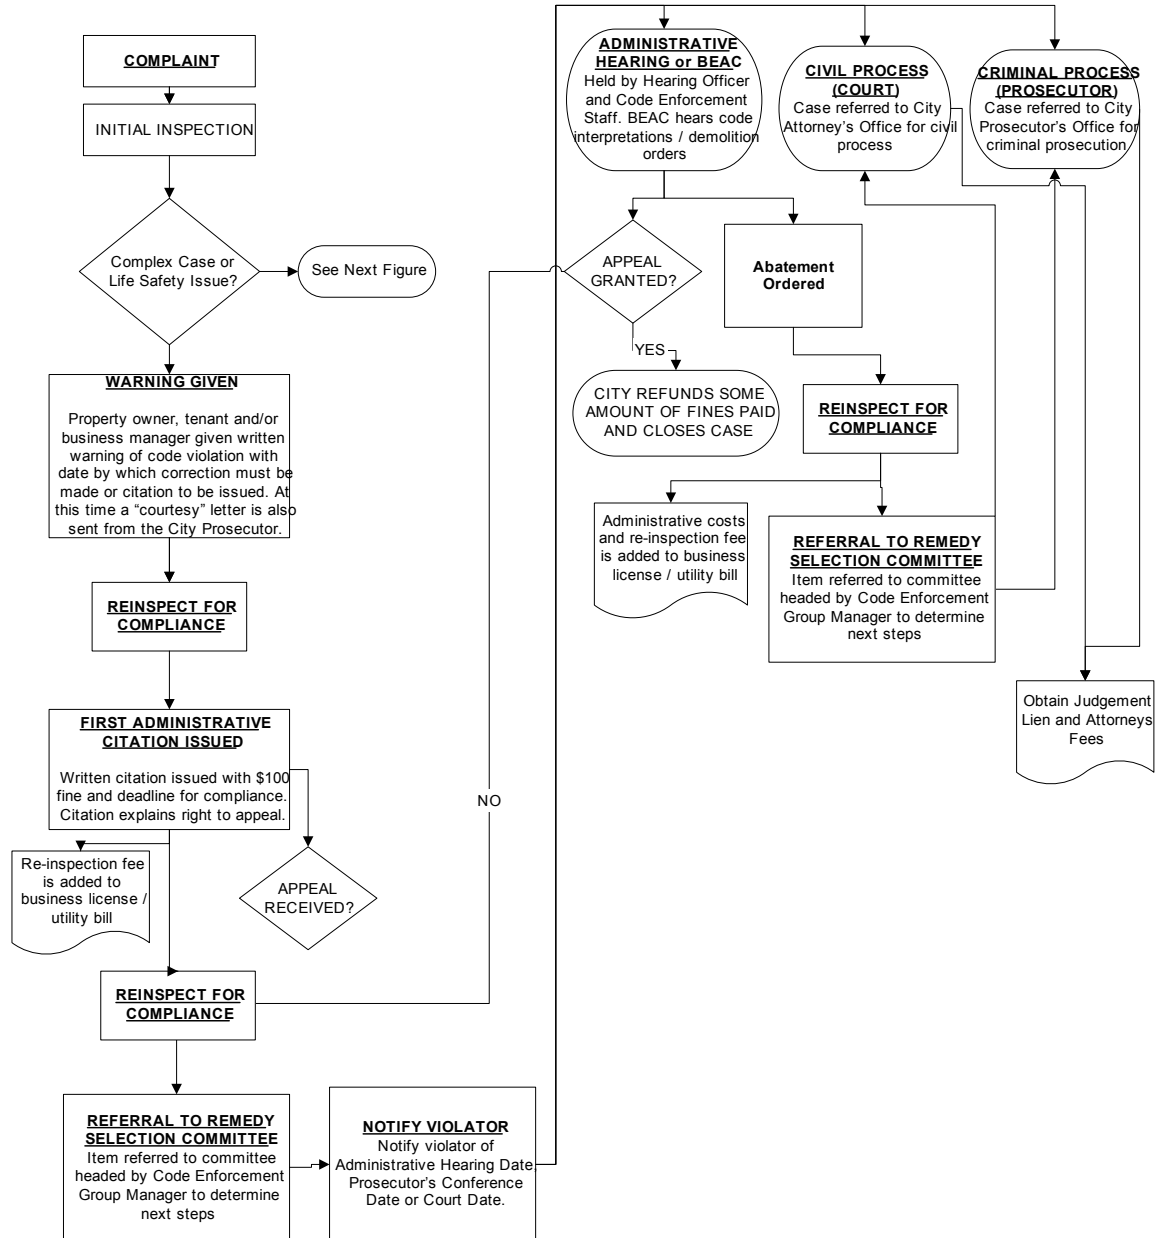 COMPLAINT
INITIAL INSPECTION
Complex Case or
Life Safety Issue?
See Next Figure
WARNING GIVEN
Property owner, tenant and/or
business manager given written
warning of code violation with
date by which correction must be
made or citation to be issued. At
this time a “courtesy” letter is also
sent from the City Prosecutor.
REINSPECT FOR
COMPLIANCE
FIRST ADMINISTRATIVE
CITATION ISSUED
Written citation issued with $100
fine and deadline for compliance.
Citation explains right to appeal.
Re-inspection fee
is added to
business license /
utility bill
APPEAL
RECEIVED?
REINSPECT FOR
COMPLIANCE
REFERRAL TO REMEDY
SELECTION COMMITTEE
Item referred to committee
headed by Code Enforcement
Group Manager to determine
next steps
NOTIFY VIOLATOR
Notify violator of
Administrative Hearing Date,
Prosecutor’s Conference
Date or Court Date.
NO
ADMINISTRATIVE
HEARING or BEAC
Held by Hearing Officer
and Code Enforcement
Staff. BEAC hears code
interpretations / demolition
orders
CIVIL PROCESS
(COURT)
Case referred to City
Attorney’s Office for civil
process
CRIMINAL PROCESS
(PROSECUTOR)
Case referred to City
Prosecutor’s Office for
criminal prosecution
APPEAL
GRANTED?
YES
CITY REFUNDS SOME
AMOUNT OF FINES PAID
AND CLOSES CASE
Abatement
Ordered
REINSPECT FOR
COMPLIANCE
Administrative costs
and re-inspection fee
is added to business
license / utility bill
REFERRAL TO REMEDY
SELECTION COMMITTEE
Item referred to committee
headed by Code Enforcement
Group Manager to determine
next steps
Obtain Judgement
Lien and Attorneys
Fees